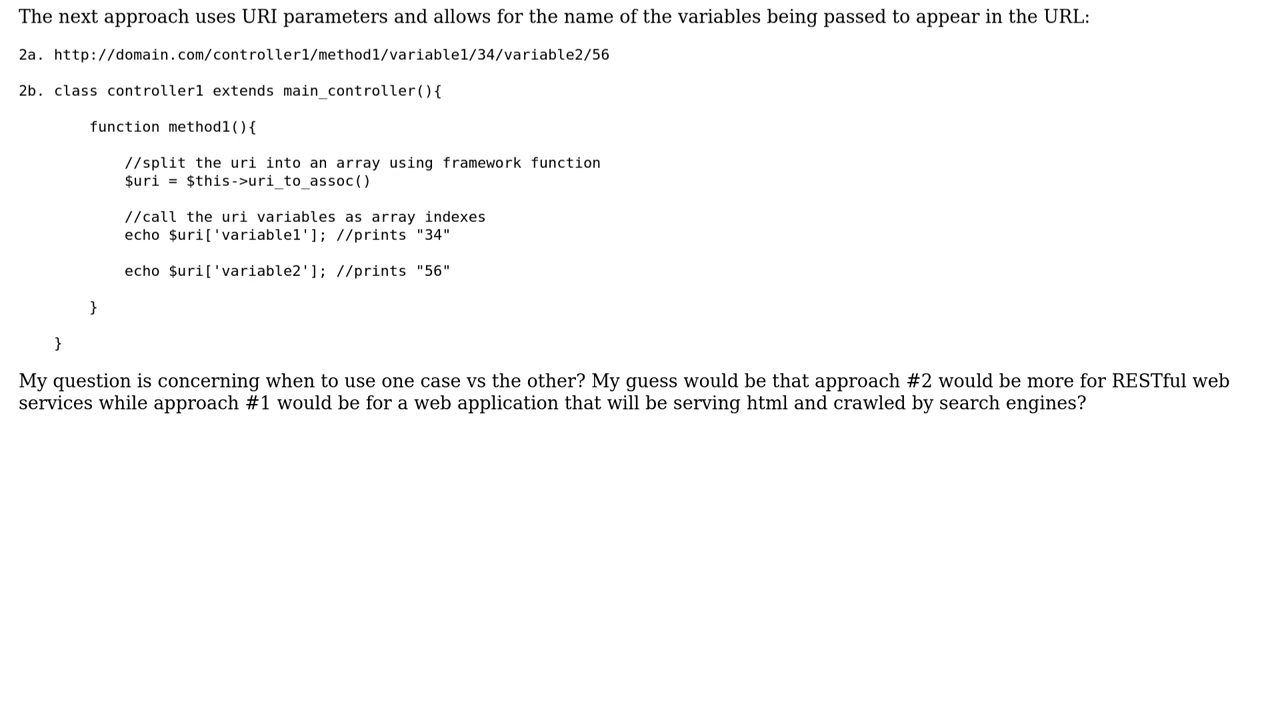 The next approach uses URI parameters and allows for the name of the variables being passed to appear in the URL:
2a. http://domain.com/controller1/method1/variable1/34/variable2/56
2b. class controller1 extends main_controller(){
function method1(){
//split the uri into an array using framework function
$uri = $this->uri_to_assoc()
//call the uri variables as array indexes
echo $uri['variable1']; //prints "34"
echo $uri['variable2']; //prints "56"
}
}
My question is concerning when to use one case vs the other? My guess would be that approach #2 would be more for RESTful web
services while approach #1 would be for a web application that will be serving html and crawled by search engines?